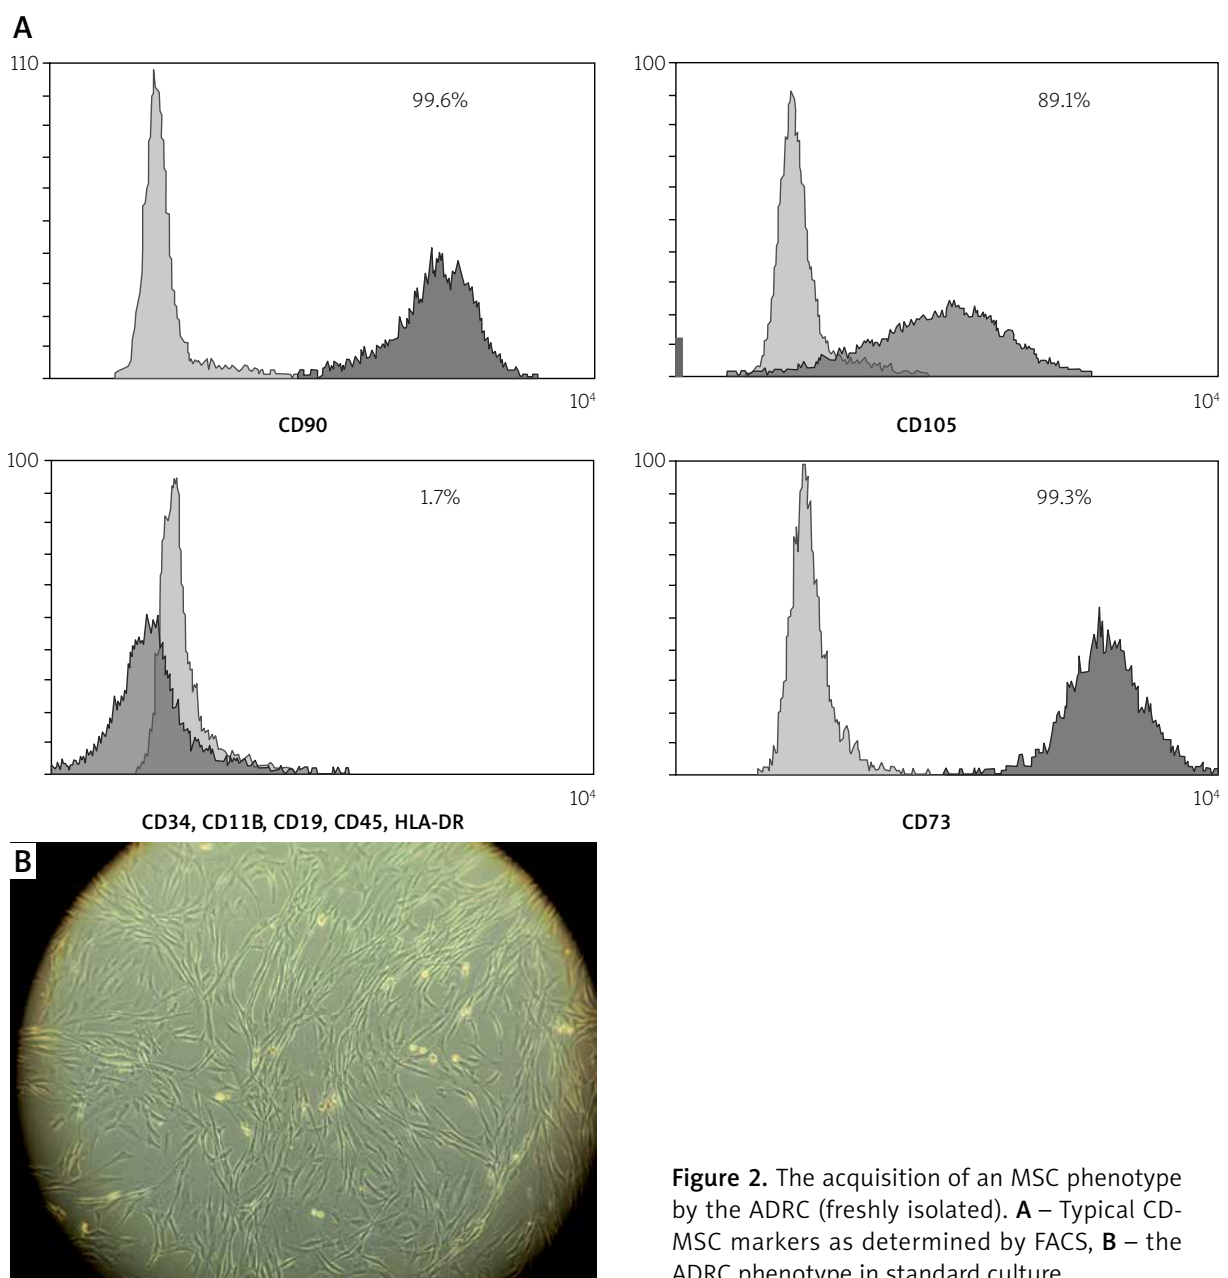 A
110
99.6%
10⁴
CD90
100
89.1%
10⁴
CD105
100
1.7%
10⁴
CD34, CD11B, CD19, CD45, HLA-DR
100
99.3%
10⁴
CD73
B
Figure 2. The acquisition of an MSC phenotype
by the ADRC (freshly isolated). A – Typical CD-
MSC markers as determined by FACS, B – the
ADRC phenotype in standard culture